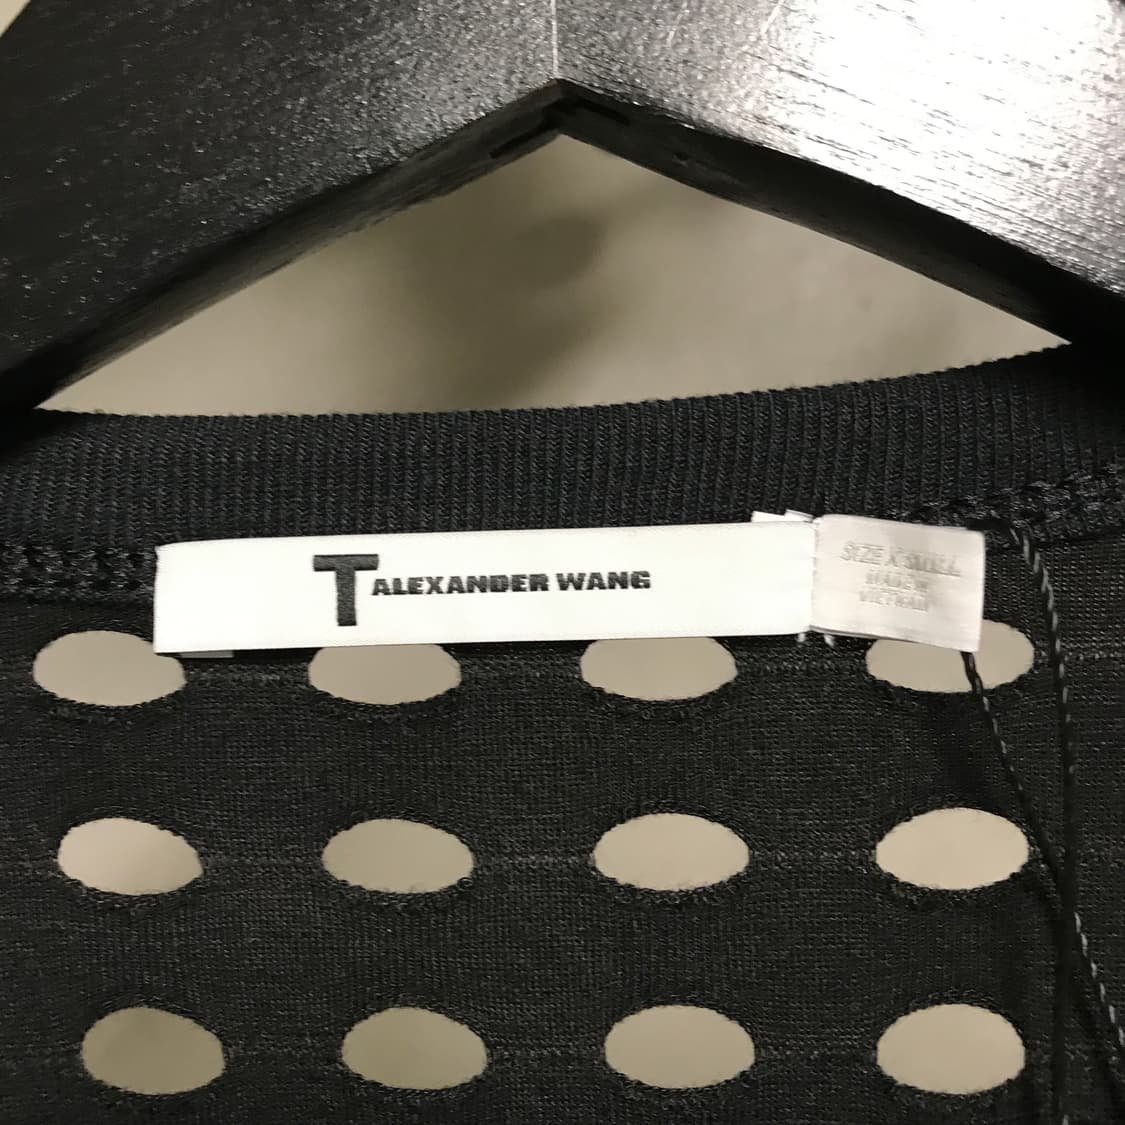 T ALEXANDER WANG
SIZE X SMALL
MADE IN
VIETNAM